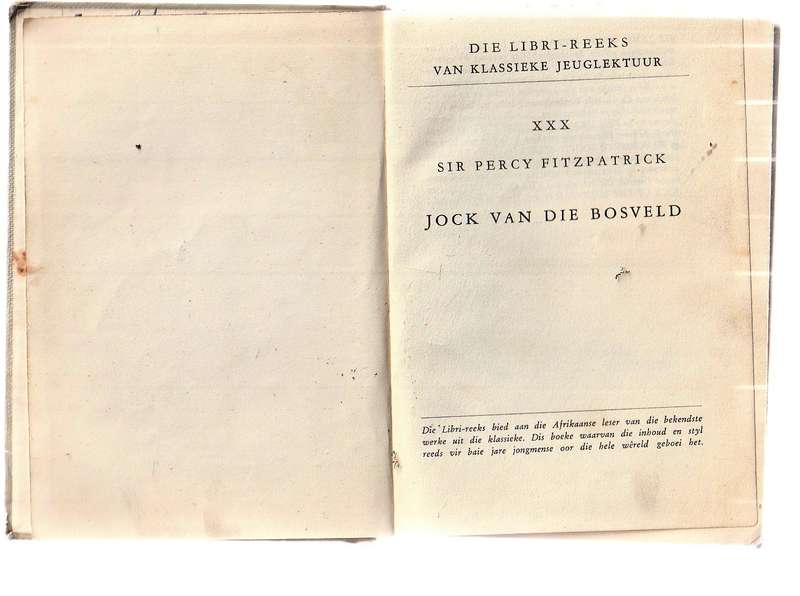 DIE LIBRI-REEKS
VAN KLASSIEKE JEUGLEKTUUR
XXX
SIR PERCY FITZPATRICK
JOCK VAN DIE BOSVELD
Die Libri-reeks bied aan die Afrikaanse leser van die bekendste
werke uit die klassieke. Dis boeke waarvan die inhoud en styl
reeds vir baie jare jongmense oor die hele wêreld geboei het.